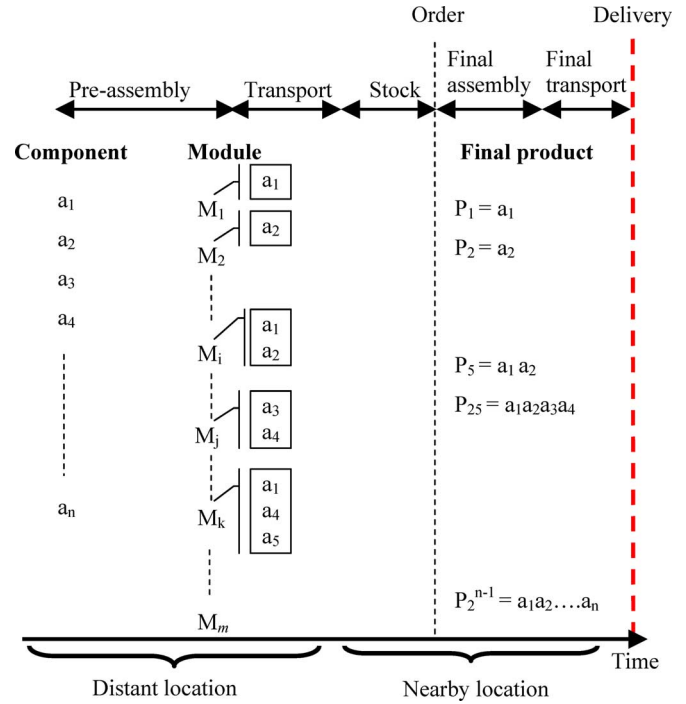 Order
Delivery
Pre-assembly
Transport
Stock
Final
assembly
Final
transport
Component
Module
Final product
a₁
a₂
a₃
a₄
aₙ
M₁
a₁
M₂
a₂
Mᵢ
a₁
a₂
Mⱼ
a₃
a₄
Mₖ
a₁
a₄
a₅
Mₘ
P₁ = a₁
P₂ = a₂
P₅ = a₁ a₂
P₂₅ = a₁a₂a₃a₄
P₂ⁿ⁻¹ = a₁a₂….aₙ
Time
Distant location
Nearby location